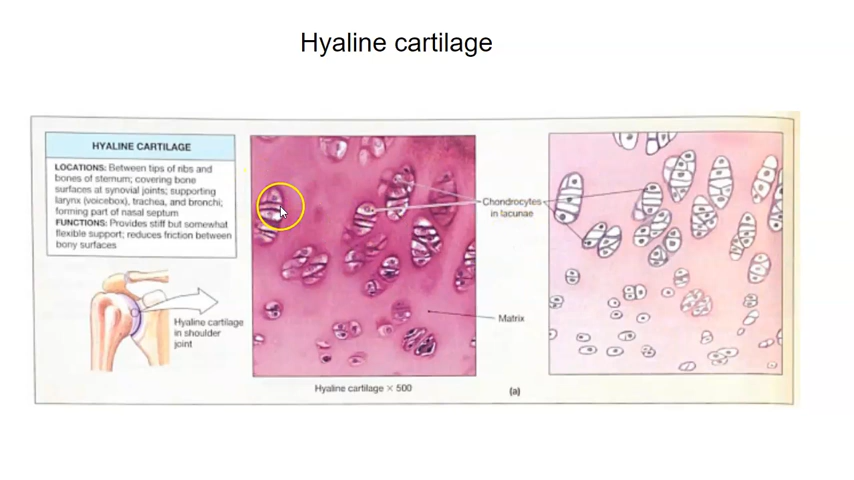 Hyaline cartilage
HYALINE CARTILAGE
LOCATIONS: Between tips of ribs and
bones of sternum; covering bone
surfaces at synovial joints; supporting
larynx (voicebox), trachea, and bronchi;
forming part of nasal septum
FUNCTIONS: Provides stiff but somewhat
flexible support; reduces friction between
bony surfaces
Hyaline cartilage
in shoulder
joint
Chondrocytes
in lacunae
Matrix
Hyaline cartilage × 500
(a)